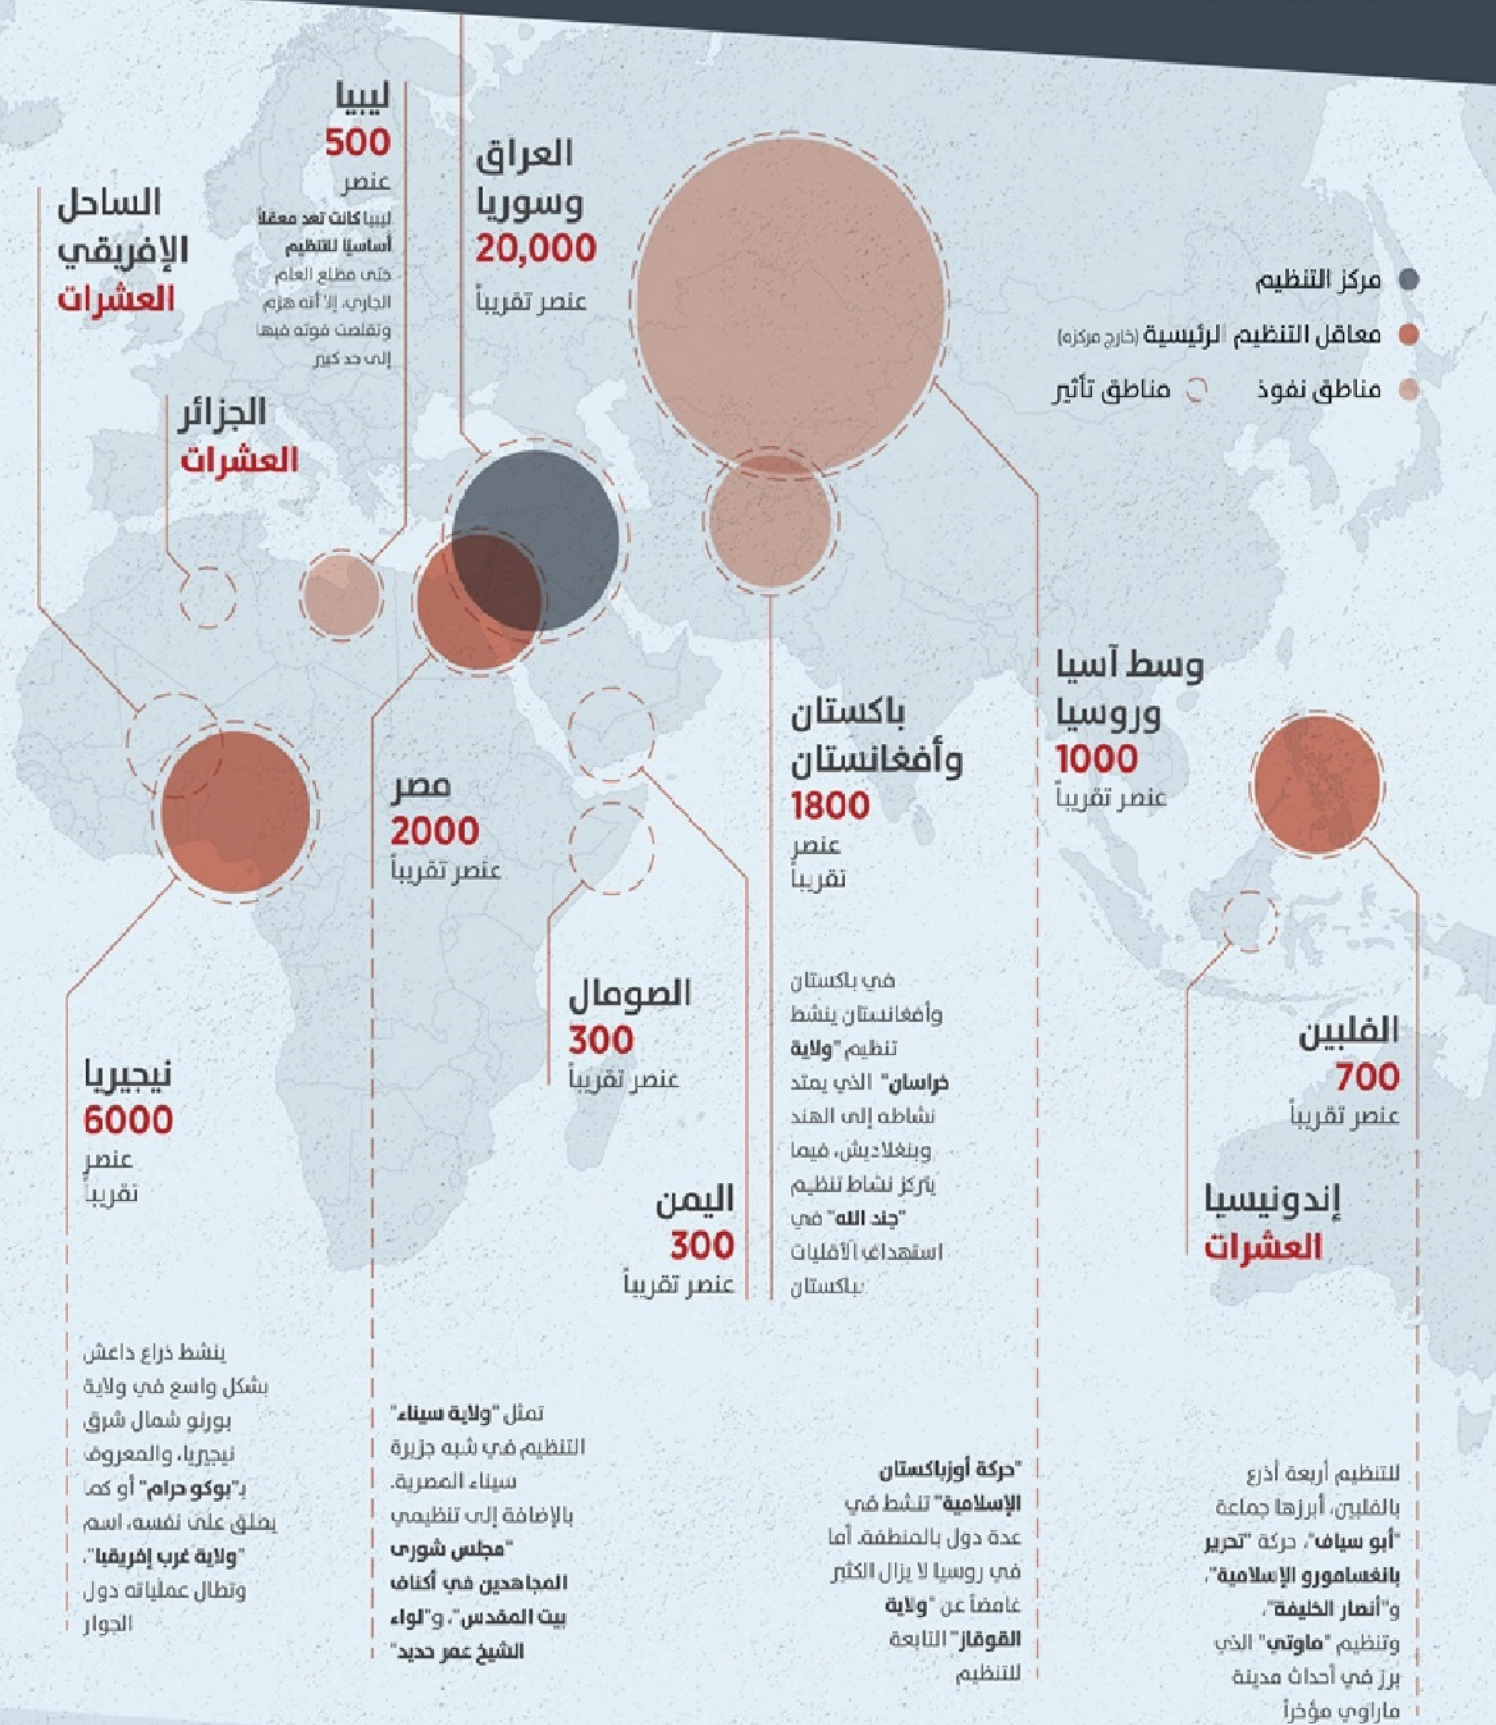 مركز التنظيم
معاقل التنظيم الرئيسية (خارج مركزه)
مناطق نفوذ
مناطق تأثير
العراق
وسوريا
20,000
عنصر تقريباً
ليبيا
500
عنصر
ليبيا كانت تعد معقلاً
أساسيًا للتنظيم
حتى مطلع العام
الجاري، إلا أنه هزم
وتقلصت قوته فيها
إلى حد كبير
الساحل
الإفريقي
العشرات
الجزائر
العشرات
وسط آسيا
وروسيا
1000
عنصر تقريباً
"حركة أوزباكستان
الإسلامية" تنشط في
عدة دول بالمنطقة. أما
في روسيا لا يزال الكثير
غامضاً عن "ولاية
القوقاز" التابعة
للتنظيم
باكستان
وأفغانستان
1800
عنصر
تقريباً
في باكستان
وأفغانستان ينشط
تنظيم "ولاية
خراسان" الذي يمتد
نشاطه إلى الهند
وبنغلاديش، فيما
يتركز نشاط تنظيم
"جند الله" في
استهداف الأقليات
بباكستان
مصر
2000
عنصر تقريباً
تمثل "ولاية سيناء"
التنظيم في شبه جزيرة
سيناء المصرية.
بالإضافة إلى تنظيمي
"مجلس شورى
المجاهدين في أكناف
بيت المقدس"، و"لواء
الشيخ عمر حديد"
الصومال
300
عنصر تقريباً
اليمن
300
عنصر تقريباً
نيجيريا
6000
عنصر
تقريباً
ينشط ذراع داعش
بشكل واسع في ولاية
بورنو شمال شرق
نيجيريا، والمعروف
بـ"بوكو حرام" أو كما
يطلق على نفسه، اسم
"ولاية غرب إفريقيا"،
وتطال عملياته دول
الجوار
الفلبين
700
عنصر تقريباً
للتنظيم أربعة أذرع
بالفلبين، أبرزها جماعة
"أبو سياف"، حركة "تحرير
بانغسامورو الإسلامية"،
و"أنصار الخليفة"،
وتنظيم "ماوتي" الذي
برز في أحداث مدينة
ماراوي مؤخراً
إندونيسيا
العشرات